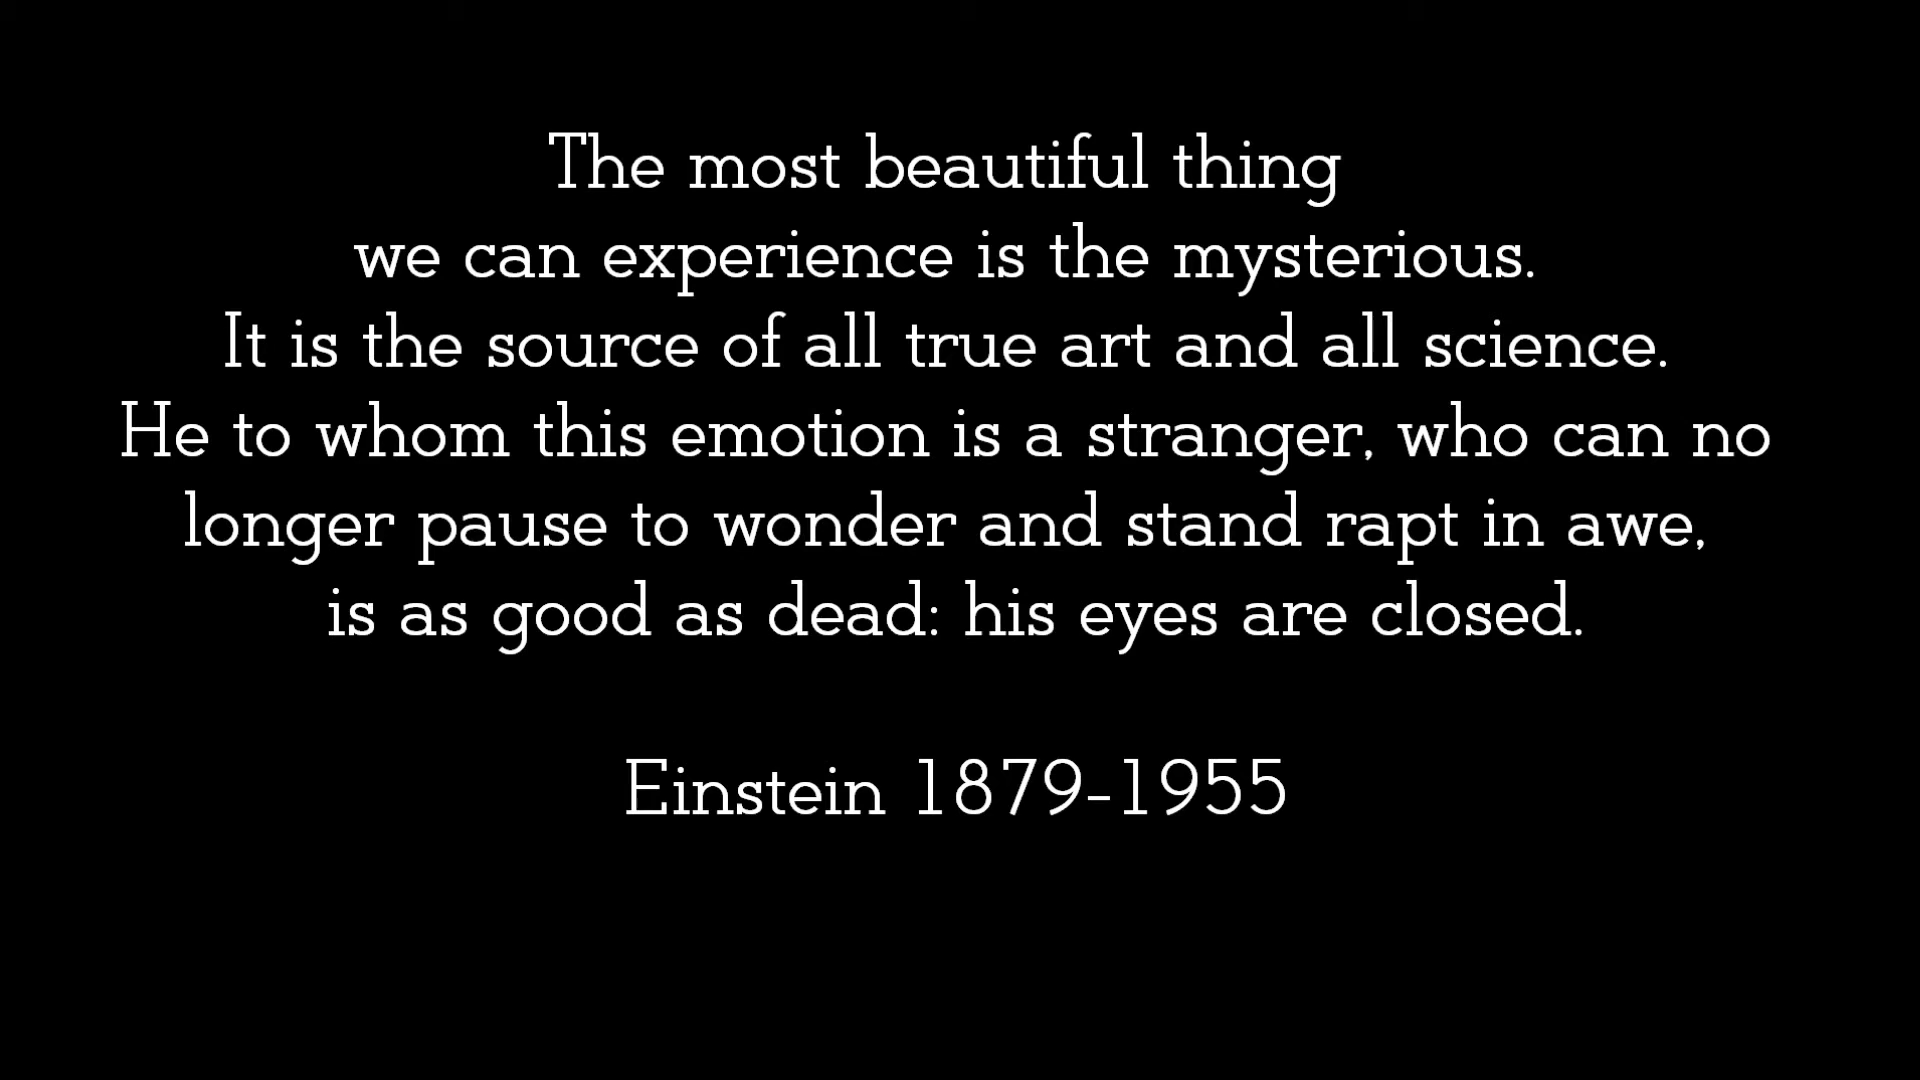 The most beautiful thing
we can experience is the mysterious.
It is the source of all true art and all science.
He to whom this emotion is a stranger, who can no
longer pause to wonder and stand rapt in awe,
is as good as dead: his eyes are closed.
Einstein 1879-1955